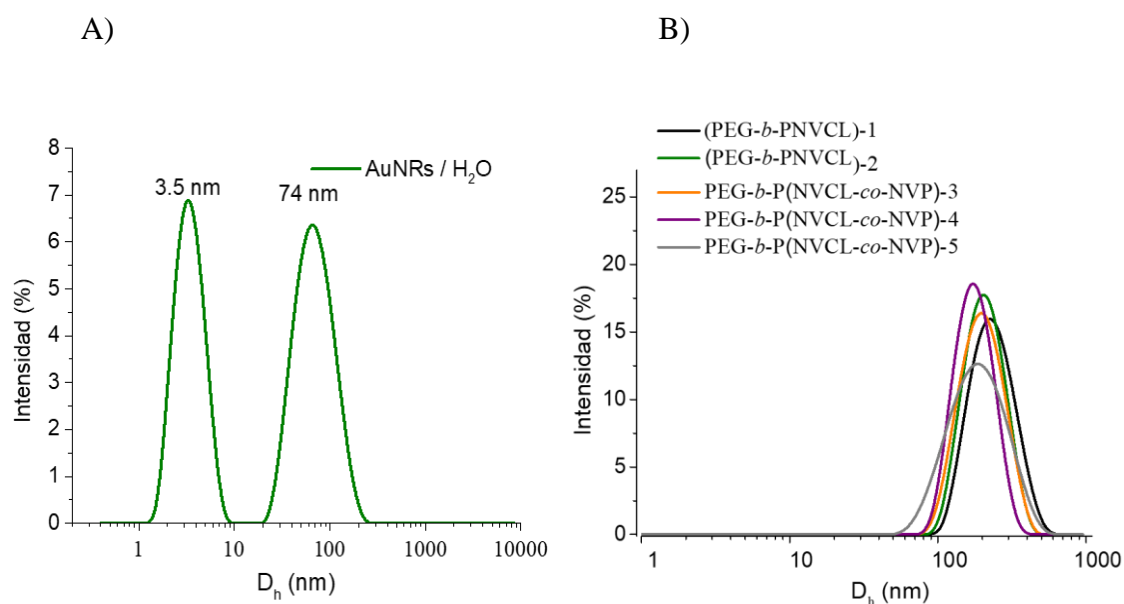 A)
B)
8
7
6
5
4
3
2
1
0
Intensidad (%)
3.5 nm
74 nm
AuNRs / H₂O
1 10 100 1000 10000
Dₕ (nm)
(PEG-b-PNVCL)-1
(PEG-b-PNVCL)-2
PEG-b-P(NVCL-co-NVP)-3
PEG-b-P(NVCL-co-NVP)-4
PEG-b-P(NVCL-co-NVP)-5
25
20
15
10
5
0
Intensidad (%)
1 10 100 1000
Dₕ (nm)